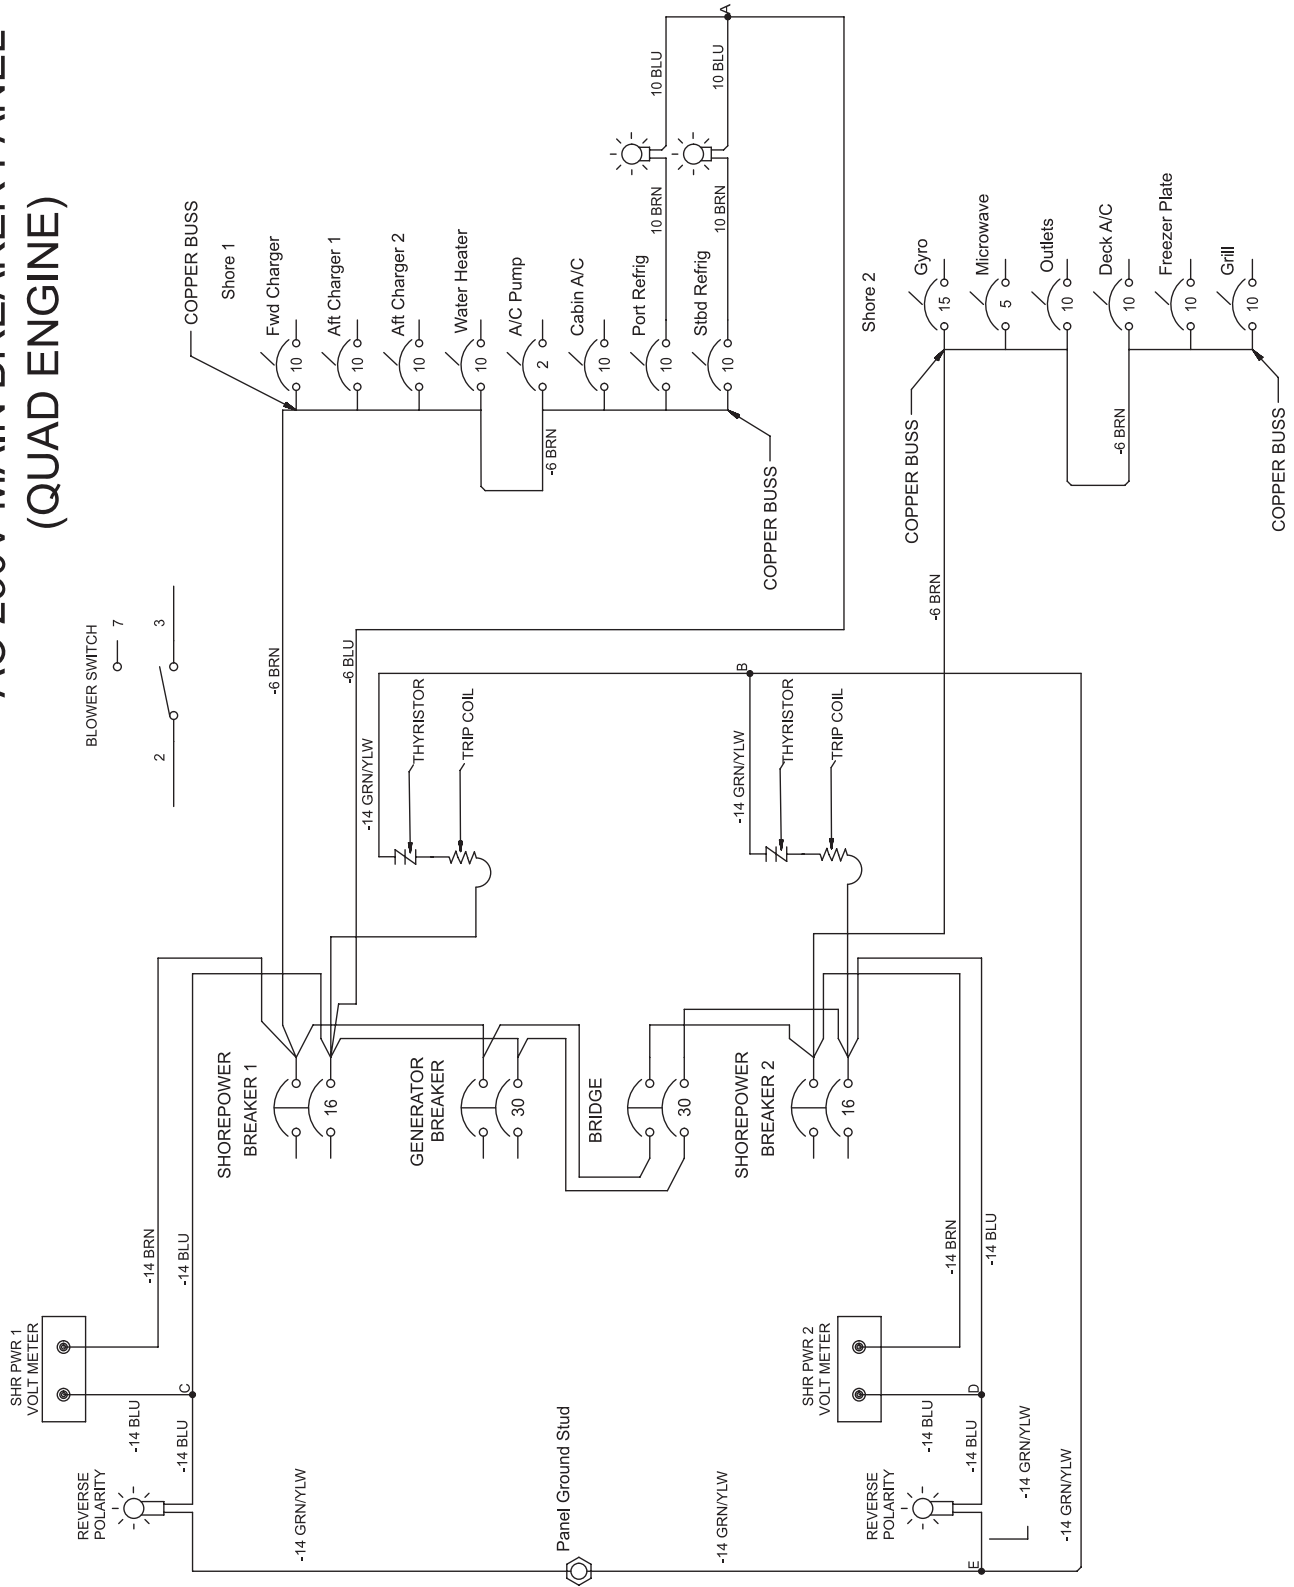 (QUAD ENGINE)
BLOWER SWITCH
2
3
7
COPPER BUSS
Shore 1
Fwd Charger
10
Aft Charger 1
10
Aft Charger 2
10
Water Heater
10
A/C Pump
2
Cabin A/C
10
Port Refrig
10
Stbd Refrig
10
-6 BRN
COPPER BUSS
10 BRN
10 BLU
10 BRN
10 BLU
A
Shore 2
Gyro
15
Microwave
5
Outlets
10
Deck A/C
10
Freezer Plate
10
Grill
10
COPPER BUSS
-6 BRN
COPPER BUSS
-6 BRN
-6 BLU
-6 BRN
-14 GRN/YLW
THYRISTOR
TRIP COIL
B
-14 GRN/YLW
THYRISTOR
TRIP COIL
SHOREPOWER
BREAKER 1
16
GENERATOR
BREAKER
30
BRIDGE
30
SHOREPOWER
BREAKER 2
16
SHR PWR 1
VOLT METER
-14 BRN
-14 BLU
C
-14 BLU
-14 BLU
REVERSE
POLARITY
-14 GRN/YLW
Panel Ground Stud
-14 GRN/YLW
SHR PWR 2
VOLT METER
-14 BRN
-14 BLU
D
-14 BLU
-14 BLU
REVERSE
POLARITY
E
-14 GRN/YLW
-14 GRN/YLW